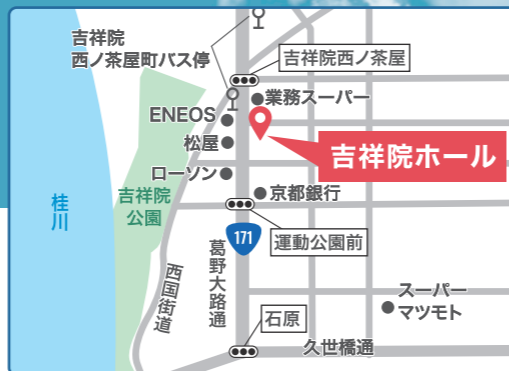 吉祥院
西ノ茶屋町バス停
吉祥院西ノ茶屋
業務スーパー
ENEOS
松屋
吉祥院ホール
ローソン
吉祥院
公園
京都銀行
桂川
171
運動公園前
葛野大路通
西国街道
スーパー
マツモト
石原
久世橋通